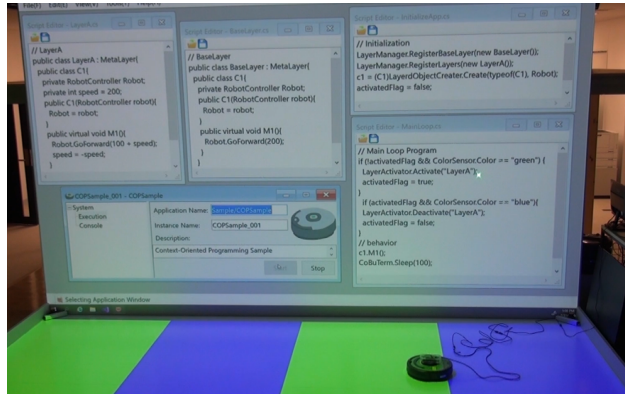 File(F) Edit(E) View(V) Tool(T) Help(H)
Script Editor - LayerA.cs
// LayerA
public class LayerA : MetaLayer{
public class C1{
private RobotController Robot;
private int speed = 200;
public C1(RobotController robot){
Robot = robot;
}
public virtual void M1(){
Robot.GoForward(100 + speed);
speed = -speed;
}
Script Editor - BaseLayer.cs
// BaseLayer
public class BaseLayer : MetaLayer{
public class C1{
private RobotController Robot;
public C1(RobotController robot){
Robot = robot;
}
public virtual void M1(){
Robot.GoForward(200);
}
Script Editor - InitializeApp.cs
// Initialization
LayerManager.RegisterBaseLayer(new BaseLayer());
LayerManager.RegisterLayers(new LayerA());
c1 = (C1)LayerdObjectCreater.Create(typeof(C1), Robot);
activatedFlag = false;
Script Editor - MainLoop.cs
// Main Loop Program
if (!activatedFlag && ColorSensor.Color == "green") {
LayerActivator.Activate("LayerA");
activatedFlag = true;
}
if (activatedFlag && ColorSensor.Color == "blue"){
LayerActivator.Deactivate("LayerA");
activatedFlag = false;
}
// behavior
c1.M1();
CoBuTerm.Sleep(100);
COPSample_001 - COPSample
System
Execution
Console
Application Name: Sample.COPSample
Instance Name: COPSample_001
Description:
Context-Oriented Programming Sample
Stop
Selecting Application Window